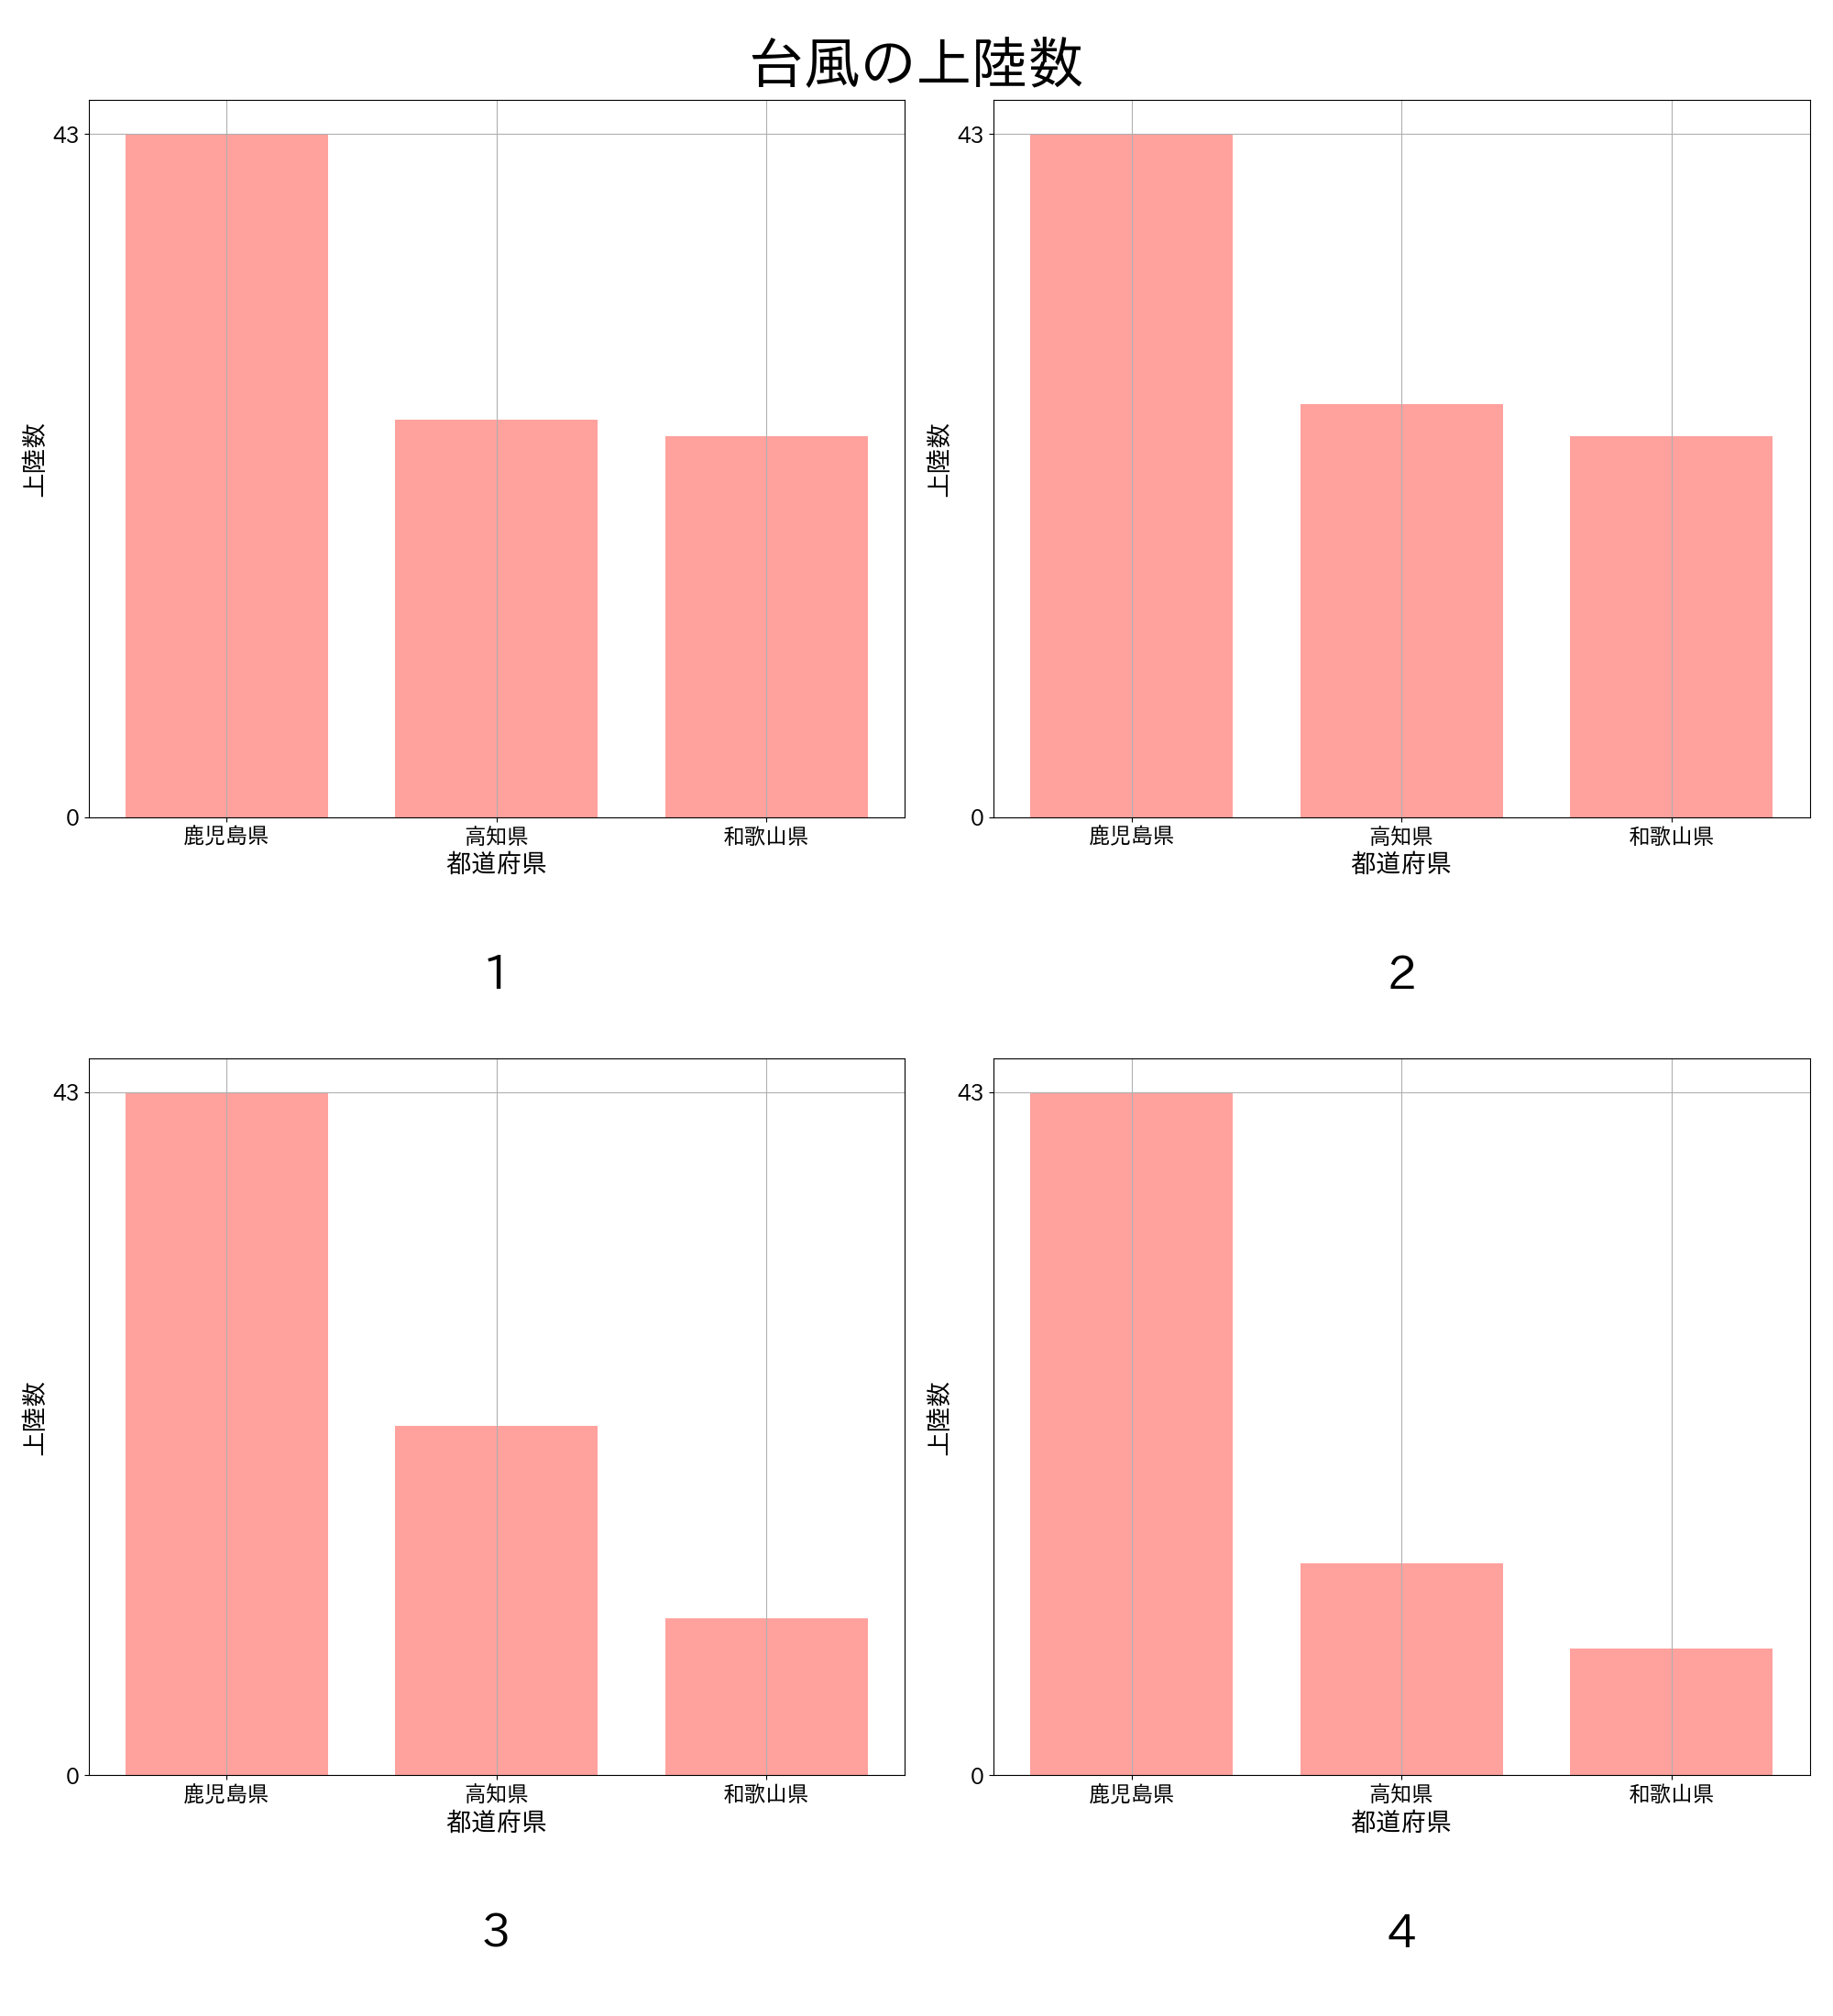 台風の上陸数
43
上陸数
0
鹿児島県 高知県 和歌山県
都道府県
1
43
上陸数
0
鹿児島県 高知県 和歌山県
都道府県
2
43
上陸数
0
鹿児島県 高知県 和歌山県
都道府県
3
43
上陸数
0
鹿児島県 高知県 和歌山県
都道府県
4